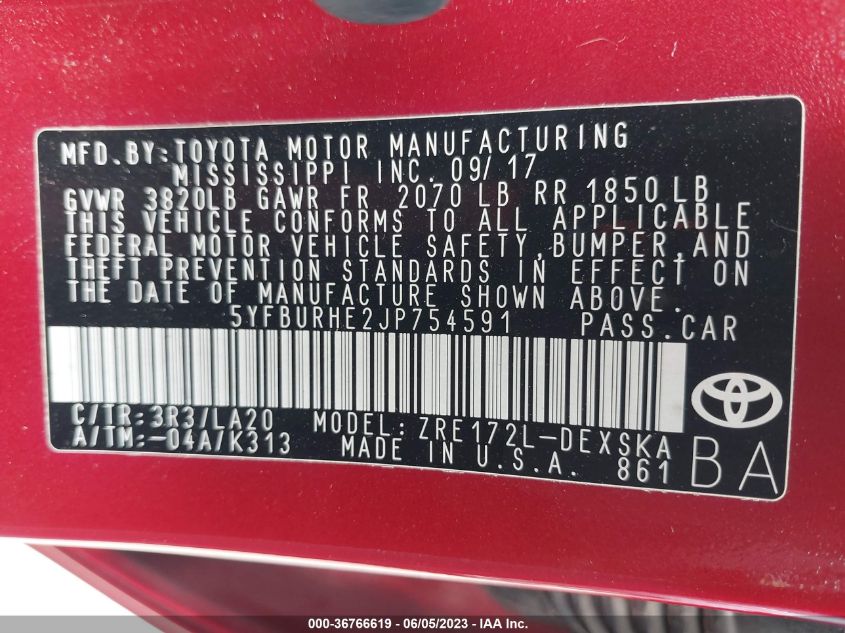 MFD.BY:TOYOTA MOTOR MANUFACTURING
MISSISSIPPI INC. 09/17
GVWR 3820LB GAWR FR 2070 LB RR 1850 LB
THIS VEHICLE CONFORMS TO ALL APPLICABLE
FEDERAL MOTOR VEHICLE SAFETY,BUMPER,AND
THEFT PREVENTION STANDARDS IN EFFECT ON
THE DATE OF MANUFACTURE SHOWN ABOVE.
5YFBURHE2JP754591 PASS.CAR
C/TR:3R3/LA20 MODEL:ZRE172L-DEXSKA
A/TM:-04A/K313 MADE IN U.S.A. 861
BA
000-36766619 - 06/05/2023 - IAA Inc.